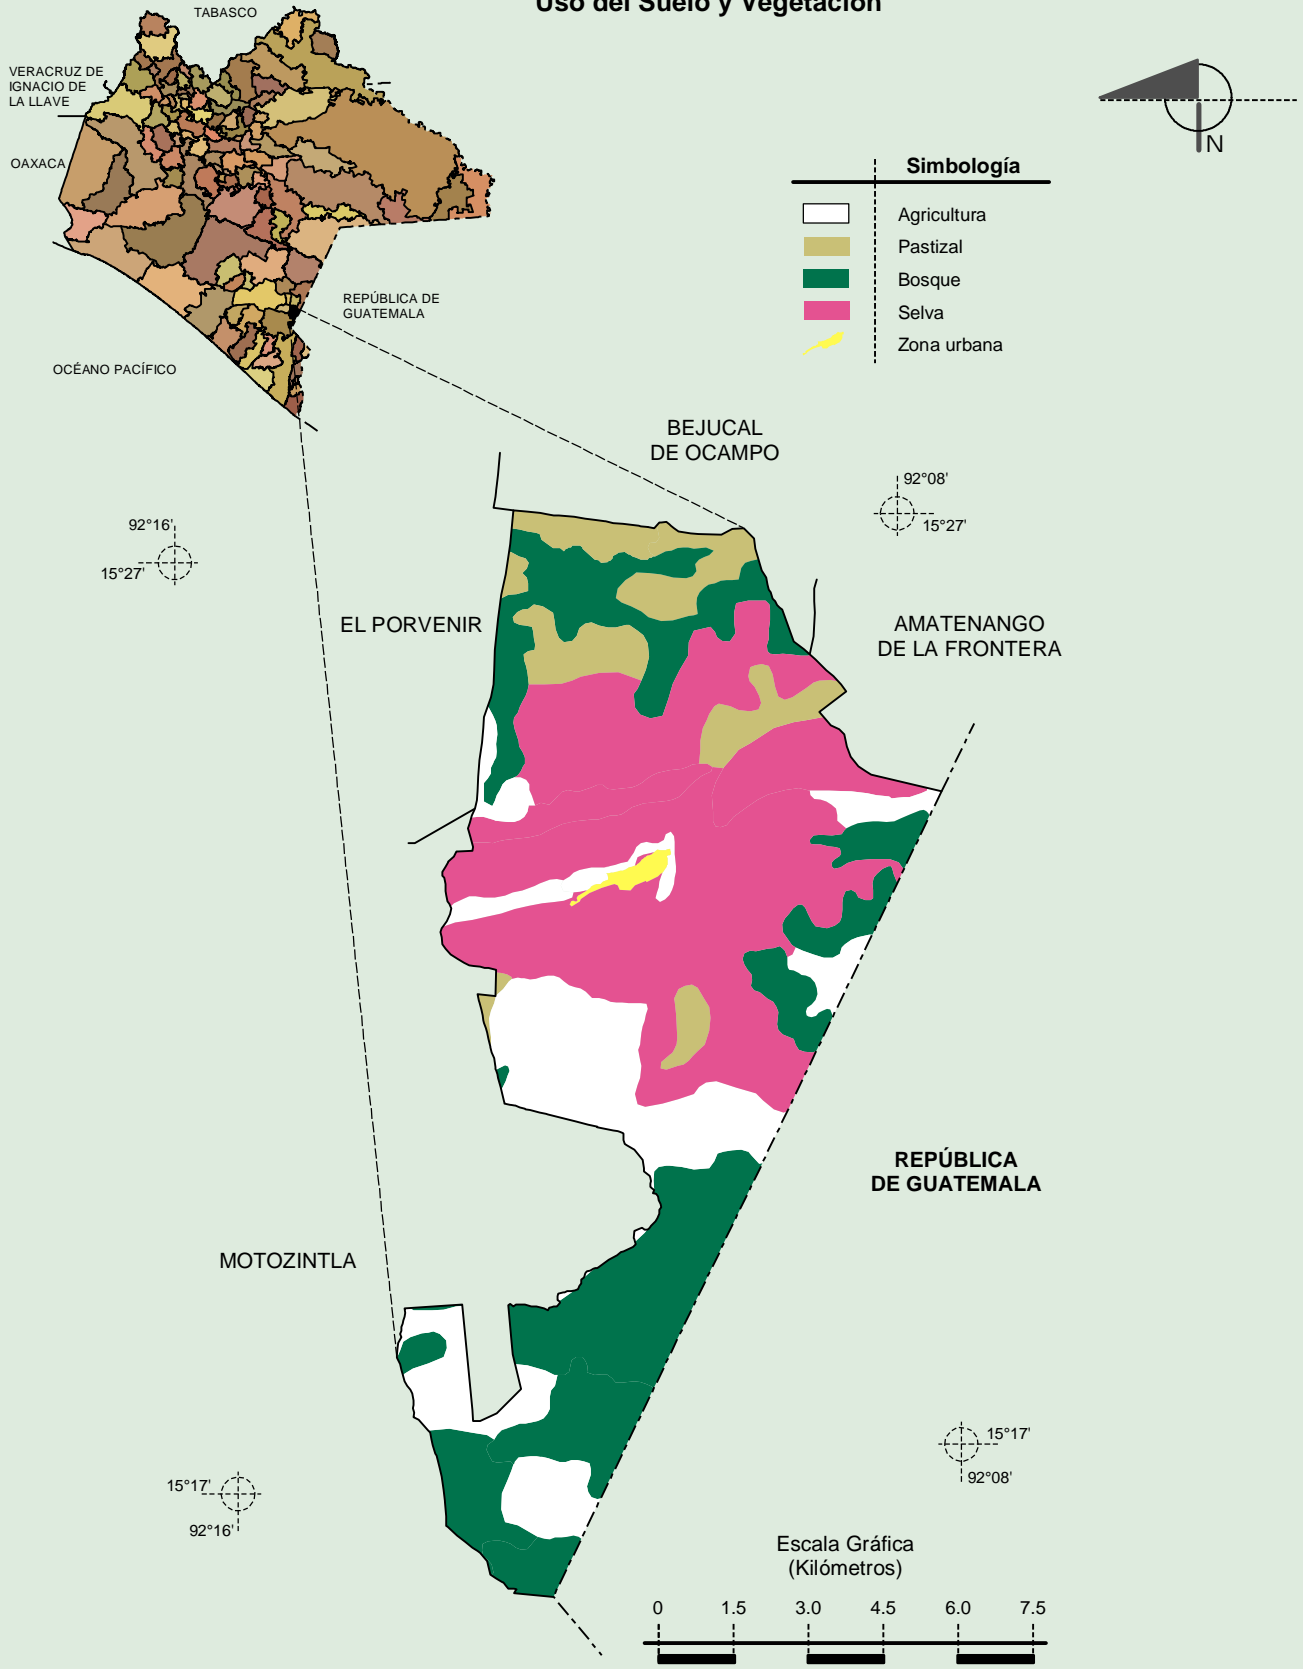 Uso del Suelo y Vegetación
TABASCO
VERACRUZ DE
IGNACIO DE
LA LLAVE
OAXACA
REPÚBLICA DE
GUATEMALA
OCÉANO PACÍFICO
N
Simbología
Agricultura
Pastizal
Bosque
Selva
Zona urbana
BEJUCAL
DE OCAMPO
92°08'
15°27'
92°16'
15°27'
EL PORVENIR
AMATENANGO
DE LA FRONTERA
REPÚBLICA
DE GUATEMALA
MOTOZINTLA
15°17'
92°08'
15°17'
92°16'
Escala Gráfica
(Kilómetros)
0 1.5 3.0 4.5 6.0 7.5